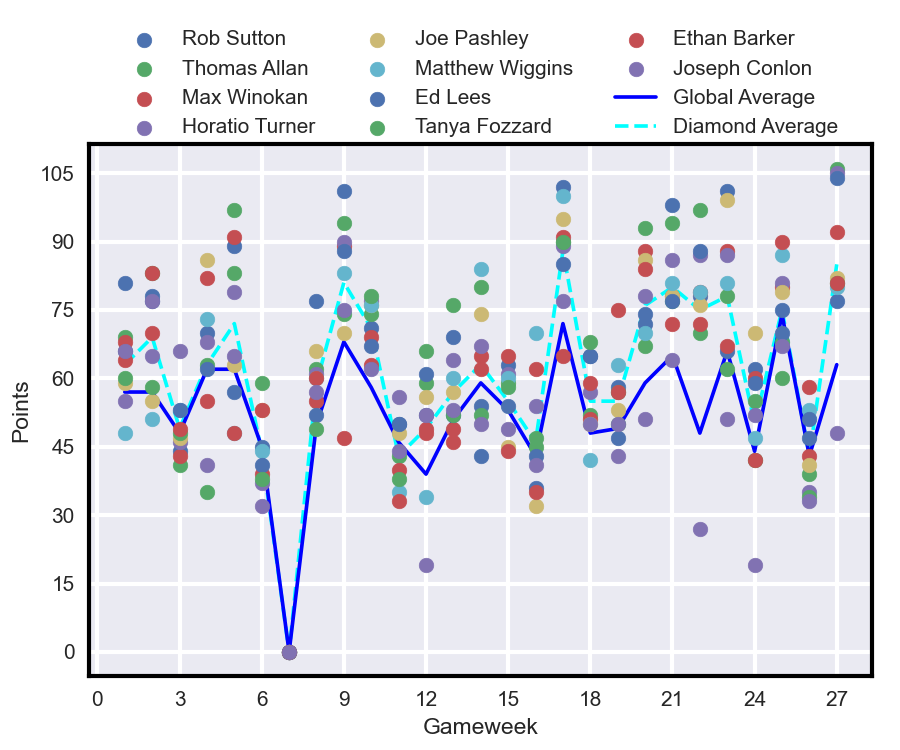 Rob Sutton Joe Pashley Ethan Barker
Thomas Allan Matthew Wiggins Joseph Conlon
Max Winokan Ed Lees Global Average
Horatio Turner Tanya Fozzard Diamond Average
105
90
75
60
45
30
15
0
Points
0 3 6 9 12 15 18 21 24 27
Gameweek